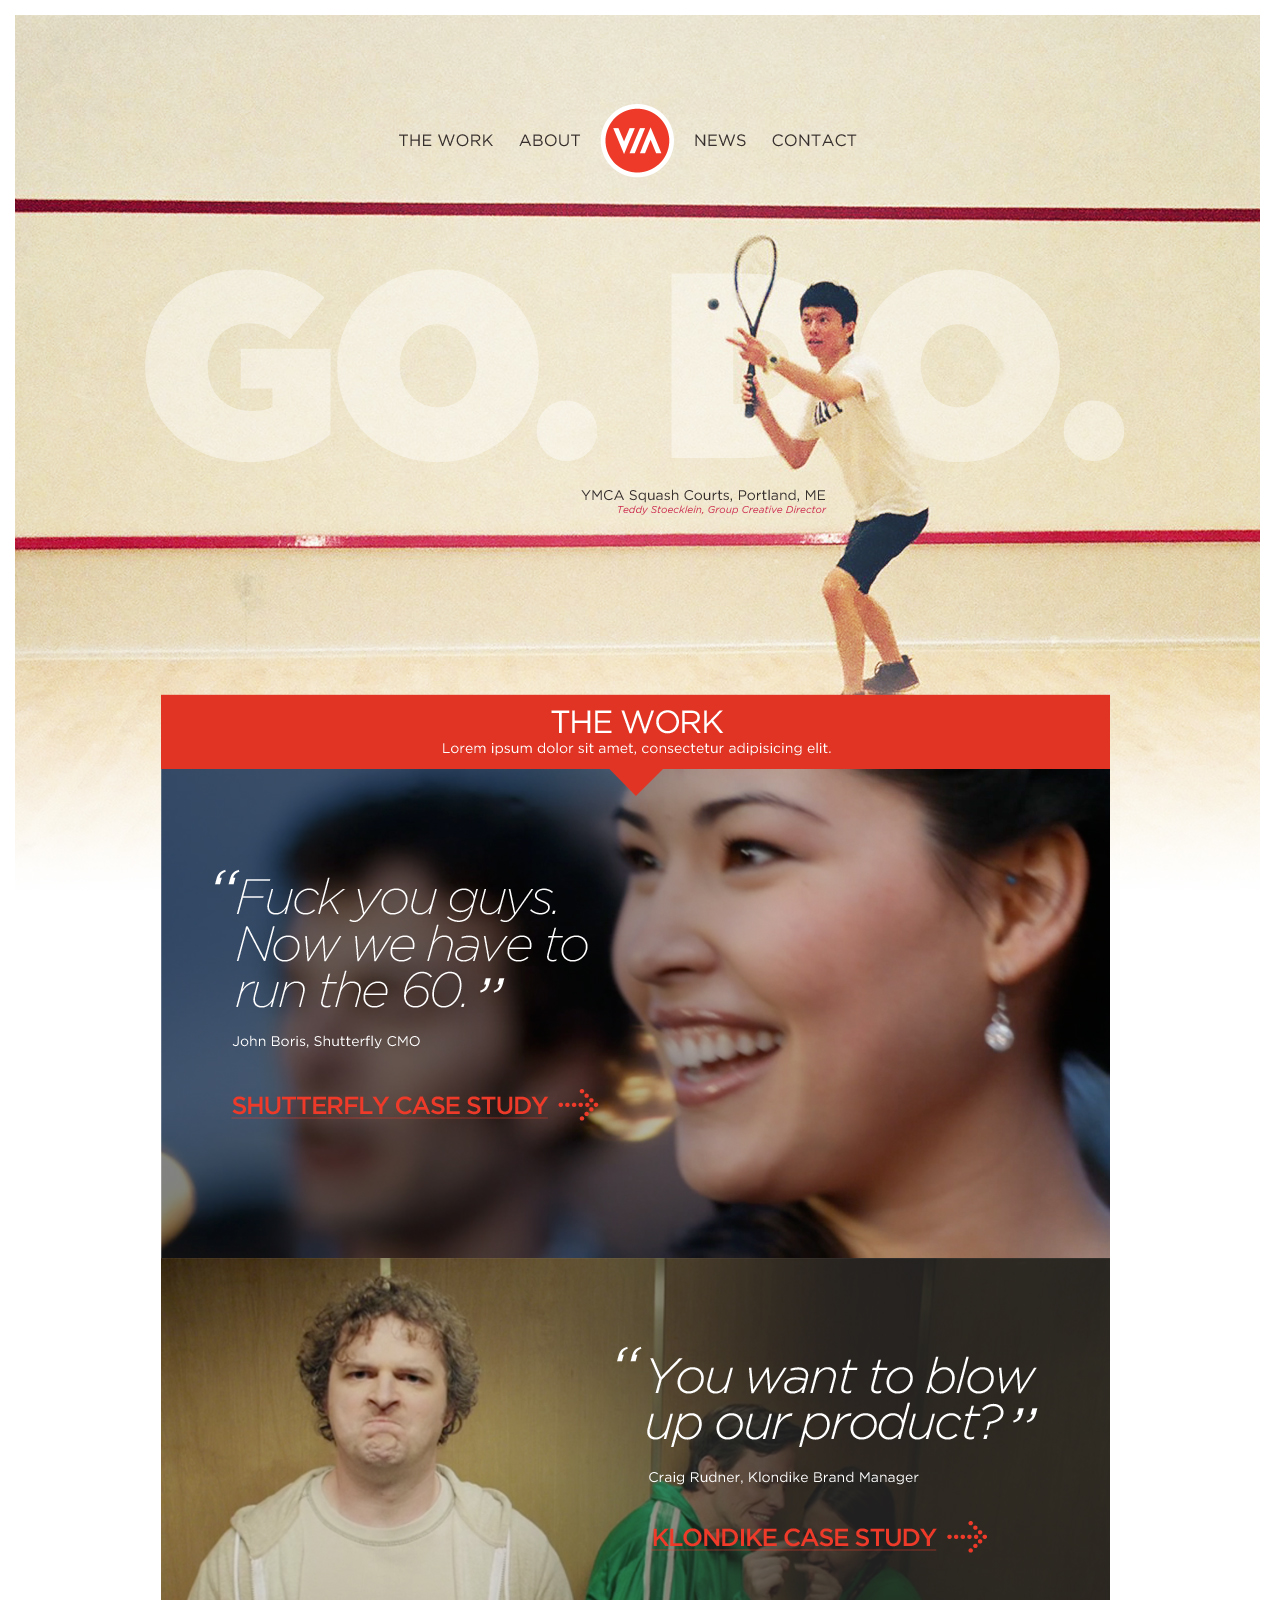 THE WORK ABOUT VIA NEWS CONTACT
GO. DO.
YMCA Squash Courts, Portland, ME
Teddy Stoecklein, Group Creative Director
THE WORK
Lorem ipsum dolor sit amet, consectetur adipisicing elit.
“Fuck you guys.
Now we have to
run the 60.”
John Boris, Shutterfly CMO
SHUTTERFLY CASE STUDY
“You want to blow
up our product?”
Craig Rudner, Klondike Brand Manager
KLONDIKE CASE STUDY